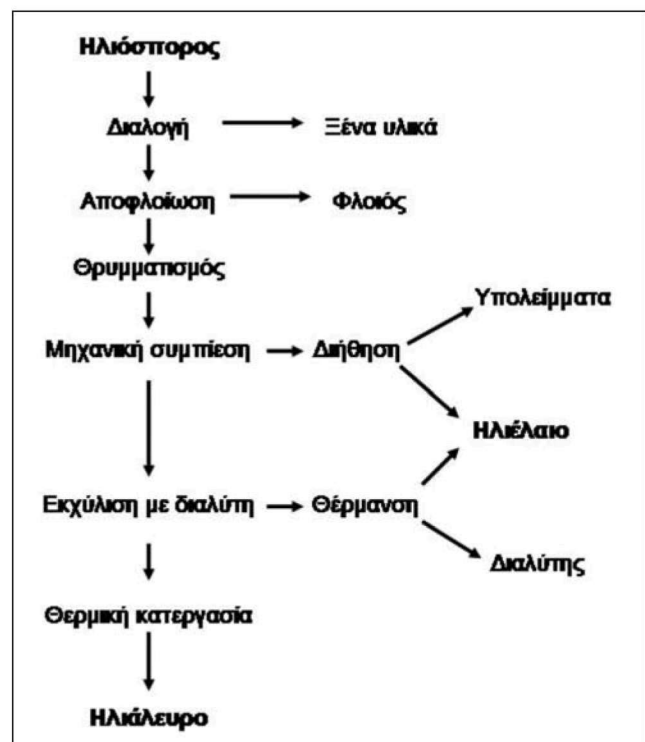 Ηλιόσπορος
Διαλογή
Ξένα υλικά
Αποφλοίωση
Φλοιός
Θρυμματισμός
Υπολείμματα
Μηχανική συμπίεση
Διήθηση
Ηλιέλαιο
Εκχύλιση με διαλύτη
Θέρμανση
Διαλύτης
Θερμική κατεργασία
Ηλιάλευρο